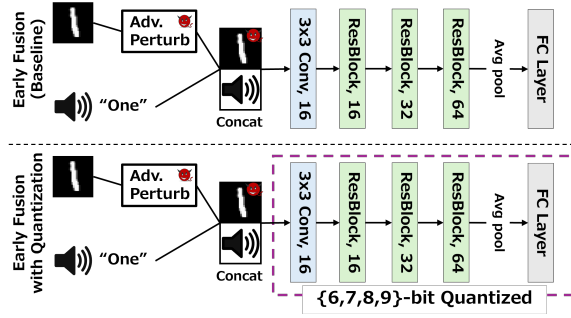 Early Fusion
(Baseline)
Adv.
Perturb
"One"
Concat
3x3 Conv, 16
ResBlock, 16
ResBlock, 32
ResBlock, 64
Avg pool
FC Layer
Early Fusion
with Quantization
Adv.
Perturb
"One"
Concat
3x3 Conv, 16
ResBlock, 16
ResBlock, 32
ResBlock, 64
Avg pool
FC Layer
{6,7,8,9}-bit Quantized